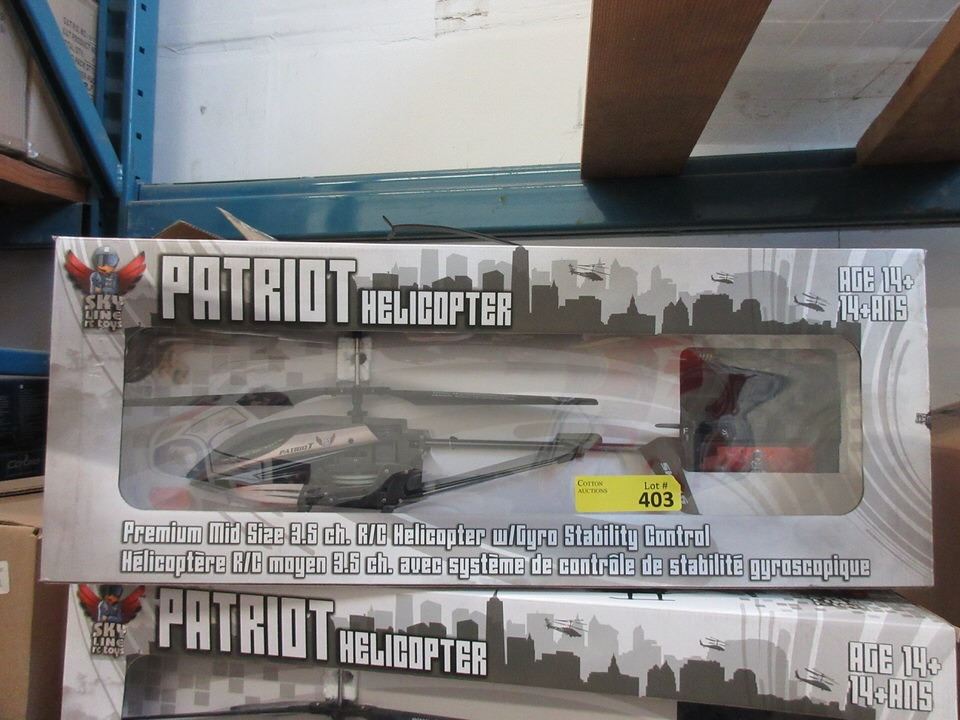 SKY
LINE
rc toys
PATRIOT HELICOPTER
AGE 14+
14+ANS
PATRIOT
COTTON
AUCTIONS
Lot #
403
Premium Mid Size 3.5 ch. R/C Helicopter w/Gyro Stability Control
Hélicoptère R/C moyen 3.5 ch. avec système de contrôle de stabilité gyroscopique
SKY
LINE
rc toys
PATRIOT HELICOPTER
AGE 14+
14+ANS